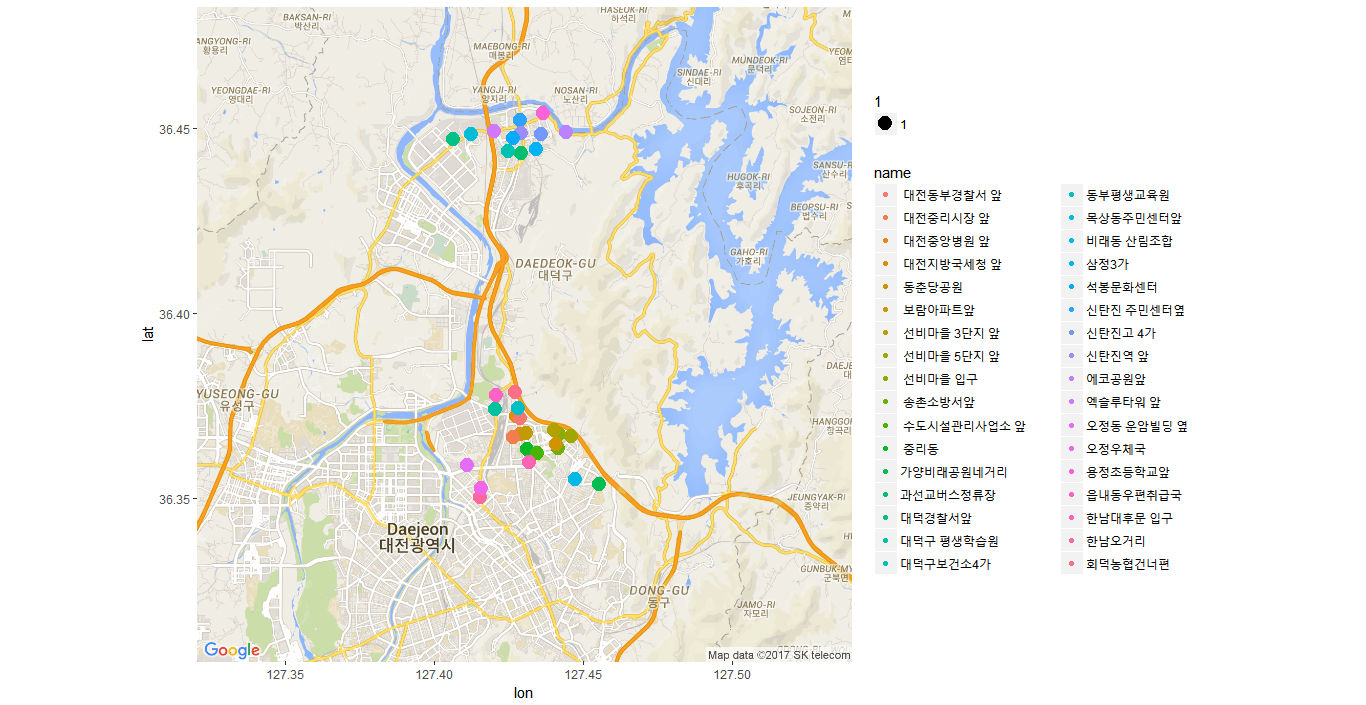 BAKSAN-RI
박산리
HASEOK-RI
하석리
ANGYONG-RI
황용리
MAEBONG-RI
매봉리
SINDAE-RI
신대리
MUNDEOK-RI
문덕리
YEONGDAE-RI
영대리
YANGJI-RI
양지리
NOSAN-RI
노산리
SOJEON-RI
소전리
HUGOK-RI
후곡리
SANSU-RI
산수리
BEOPSU-RI
법수리
GAHO-RI
가호리
DAEDEOK-GU
대덕구
YUSEONG-GU
유성구
JEUNGYAK-RI
증약리
Daejeon
대전광역시
DONG-GU
동구
JAMO-RI
자모리
GUNBUK-MY
군북면
Google
Map data ©2017 SK telecom
36.45
36.40
36.35
lat
127.35
127.40
127.45
127.50
lon
1
1
name
대전동부경찰서 앞
대전중리시장 앞
대전중앙병원 앞
대전지방국세청 앞
동춘당공원
보람아파트앞
선비마을 3단지 앞
선비마을 5단지 앞
선비마을 입구
송촌소방서앞
수도시설관리사업소 앞
중리동
가양비래공원네거리
과선교버스정류장
대덕경찰서앞
대덕구 평생학습원
대덕구보건소4가
동부평생교육원
목상동주민센터앞
비래동 산림조합
삼정3가
석봉문화센터
신탄진 주민센터옆
신탄진고 4가
신탄진역 앞
에코공원앞
엑슬루타워 앞
오정동 운암빌딩 옆
오정우체국
용정초등학교앞
읍내동우편취급국
한남대후문 입구
한남오거리
회덕농협건너편